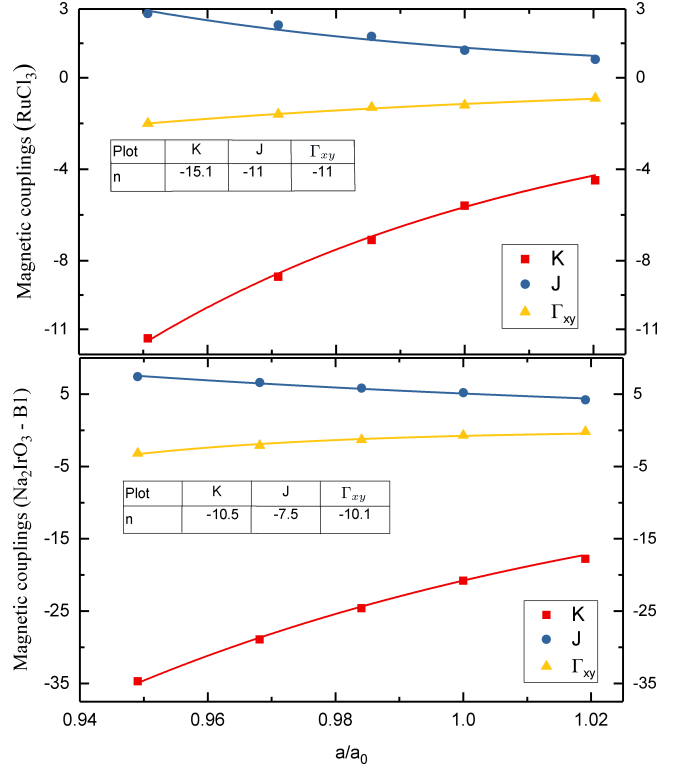 3
3
0
0
-4
-4
-8
-8
-11
-11
Magnetic couplings (RuCl3)
Plot K J Γxy
n -15.1 -11 -11
K
J
Γxy
5
5
-5
-5
-15
-15
-25
-25
-35
-35
Magnetic couplings (Na2IrO3 - B1)
Plot K J Γxy
n -10.5 -7.5 -10.1
K
J
Γxy
0.94 0.96 0.98 1.0 1.02
a/a0